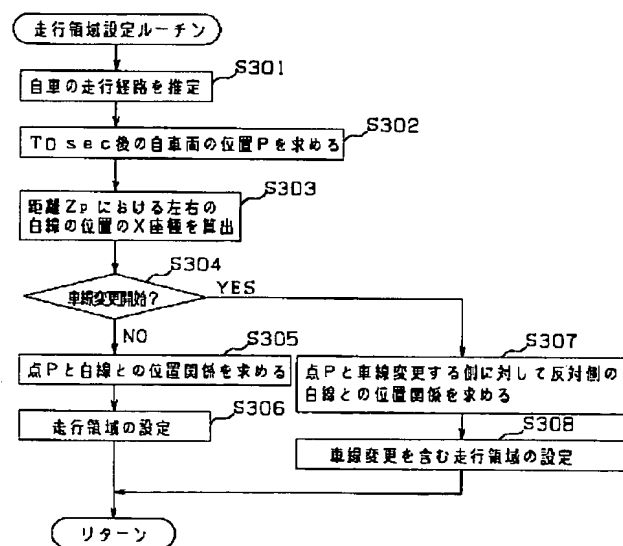 走行領域設定ルーチン
S301
自車の走行経路を推定
S302
TD sec後の自車両の位置Pを求める
S303
距離Zpにおける左右の
白線の位置のX座標を算出
S304
車線変更開始?
YES
NO
S305
点Pと白線との位置関係を求める
S306
走行領域の設定
S307
点Pと車線変更する側に対して反対側の
白線との位置関係を求める
S308
車線変更を含む走行領域の設定
リターン